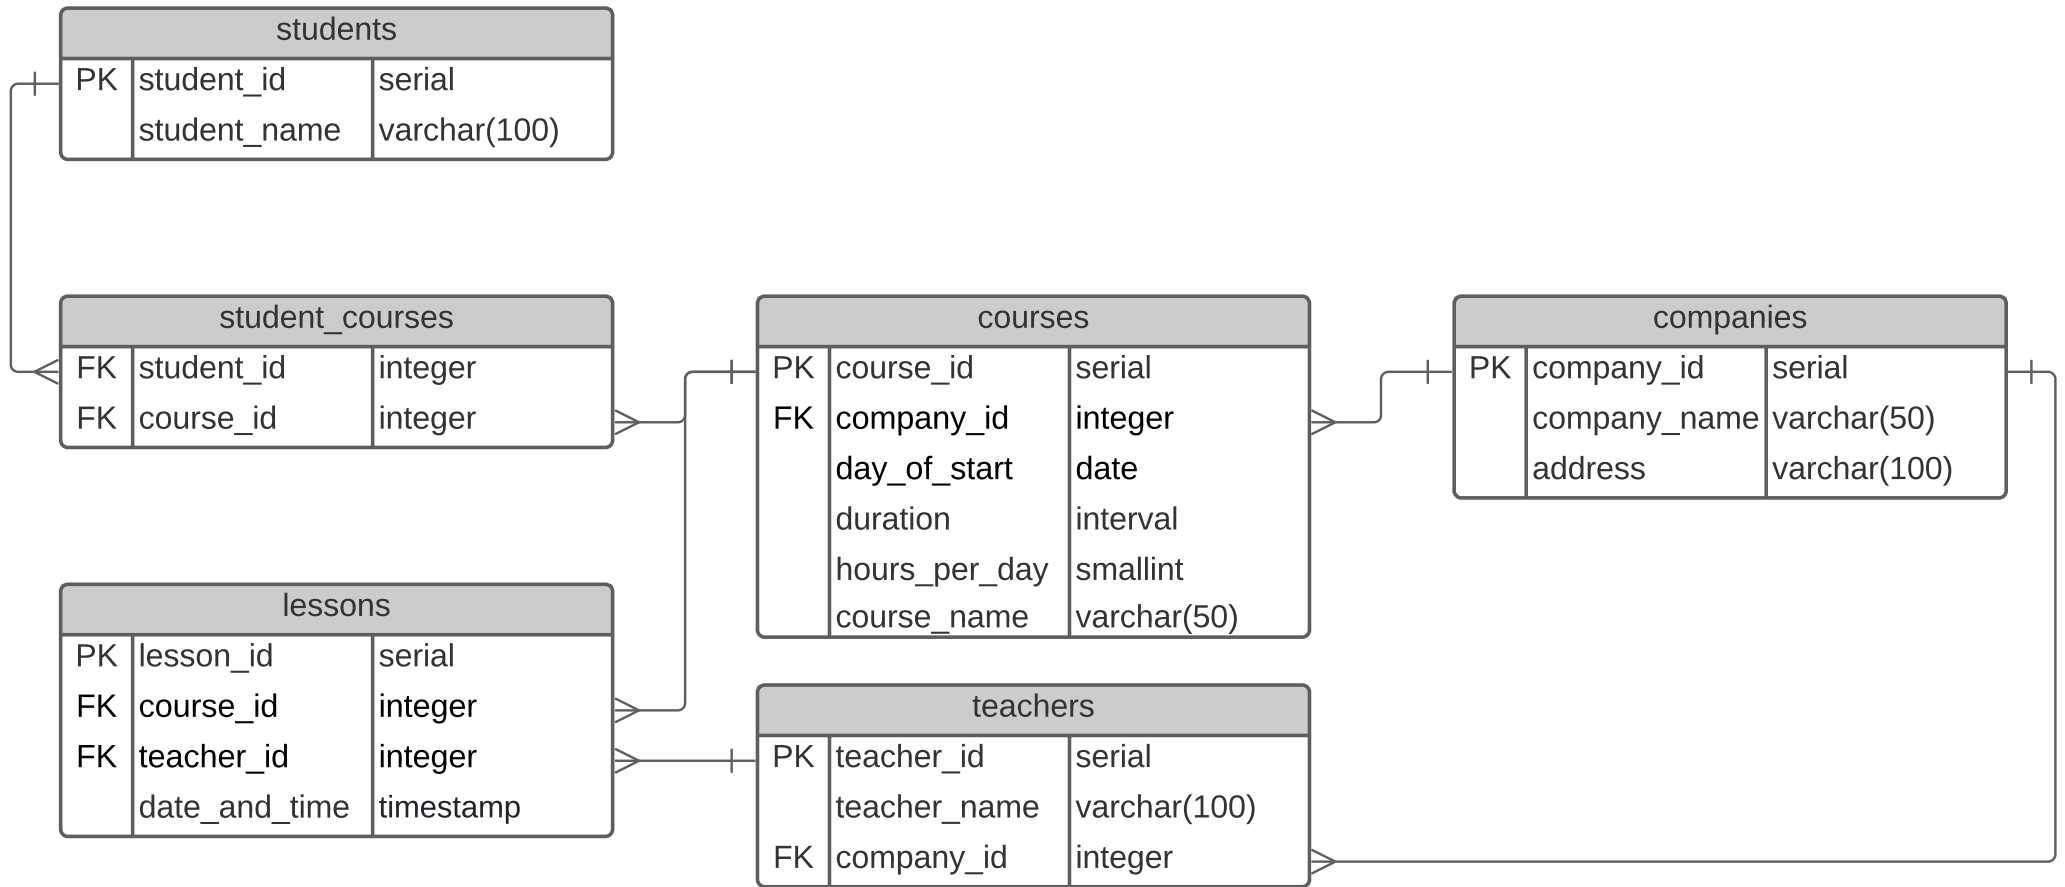 students
PK student_id serial
student_name varchar(100)
student_courses
FK student_id integer
FK course_id integer
courses
PK course_id serial
FK company_id integer
day_of_start date
duration interval
hours_per_day smallint
course_name varchar(50)
companies
PK company_id serial
company_name varchar(50)
address varchar(100)
lessons
PK lesson_id serial
FK course_id integer
FK teacher_id integer
date_and_time timestamp
teachers
PK teacher_id serial
teacher_name varchar(100)
FK company_id integer